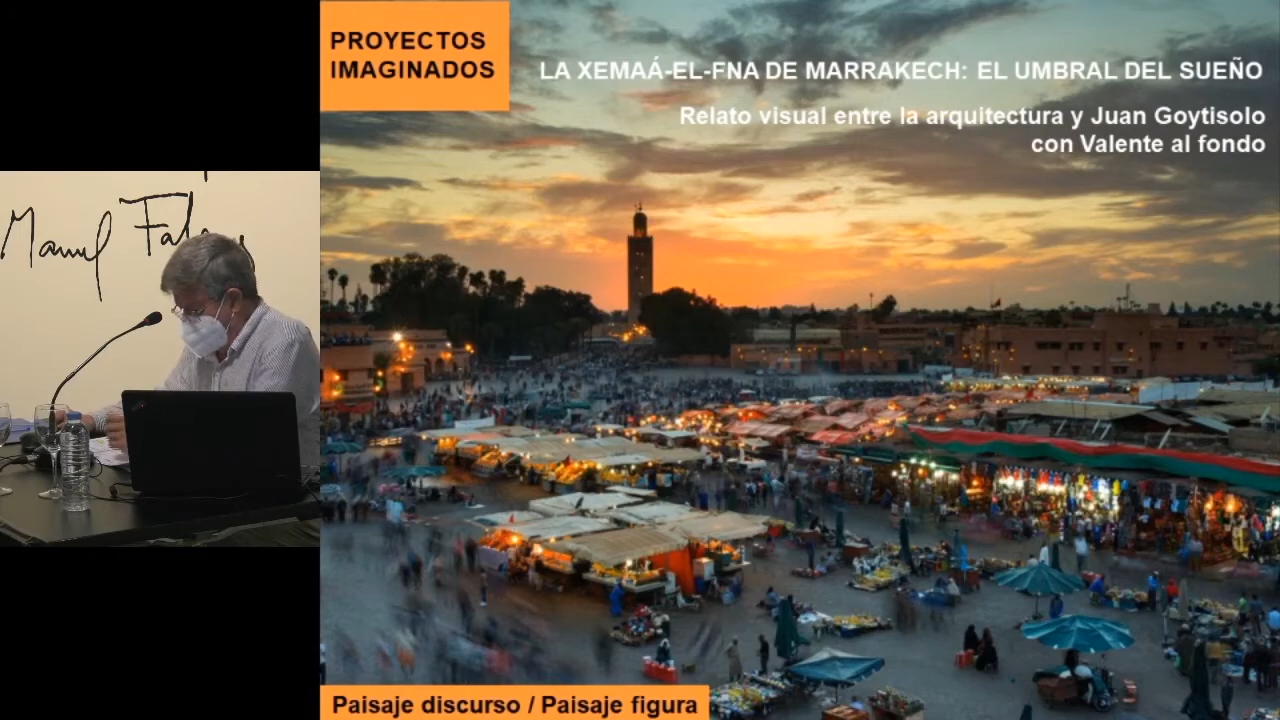 PROYECTOS
IMAGINADOS
LA XEMAÁ-EL-FNA DE MARRAKECH: EL UMBRAL DEL SUEÑO
Relato visual entre la arquitectura y Juan Goytisolo
con Valente al fondo
Manuel
Paisaje discurso / Paisaje figura